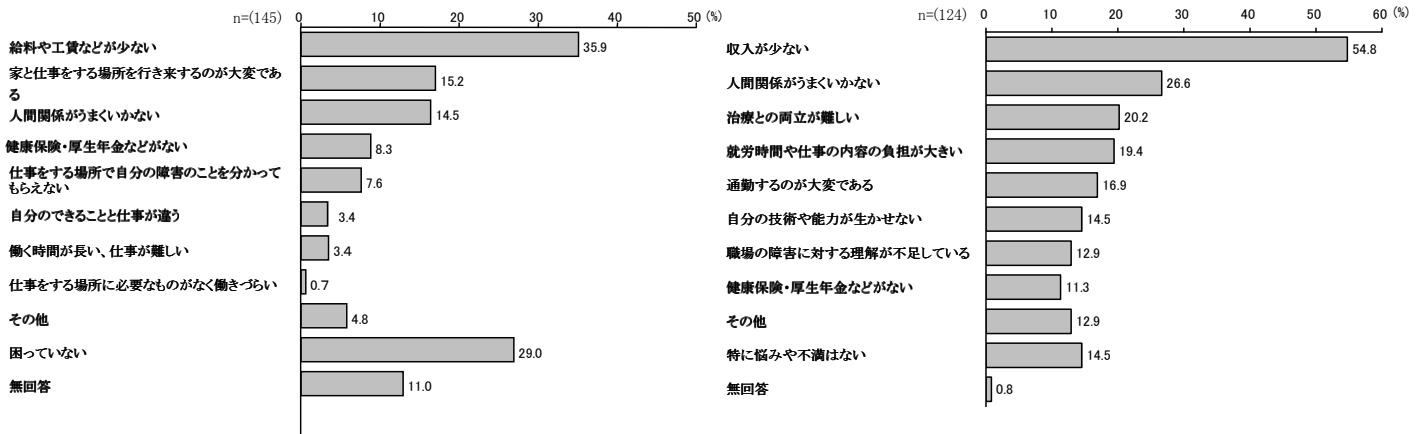 n=(145)
0
10
20
30
40
50
(%)
給料や工賃などが少ない
35.9
家と仕事をする場所を行き来するのが大変であ
る
15.2
人間関係がうまくいかない
14.5
健康保険・厚生年金などがない
8.3
仕事をする場所で自分の障害のことを分かって
もらえない
7.6
自分のできることと仕事が違う
3.4
働く時間が長い、仕事が難しい
3.4
仕事をする場所に必要なものがなく働きづらい
0.7
その他
4.8
困っていない
29.0
無回答
11.0
n=(124)
0
10
20
30
40
50
60
(%)
収入が少ない
54.8
人間関係がうまくいかない
26.6
治療との両立が難しい
20.2
就労時間や仕事の内容の負担が大きい
19.4
通勤するのが大変である
16.9
自分の技術や能力が生かせない
14.5
職場の障害に対する理解が不足している
12.9
健康保険・厚生年金などがない
11.3
その他
12.9
特に悩みや不満はない
14.5
無回答
0.8